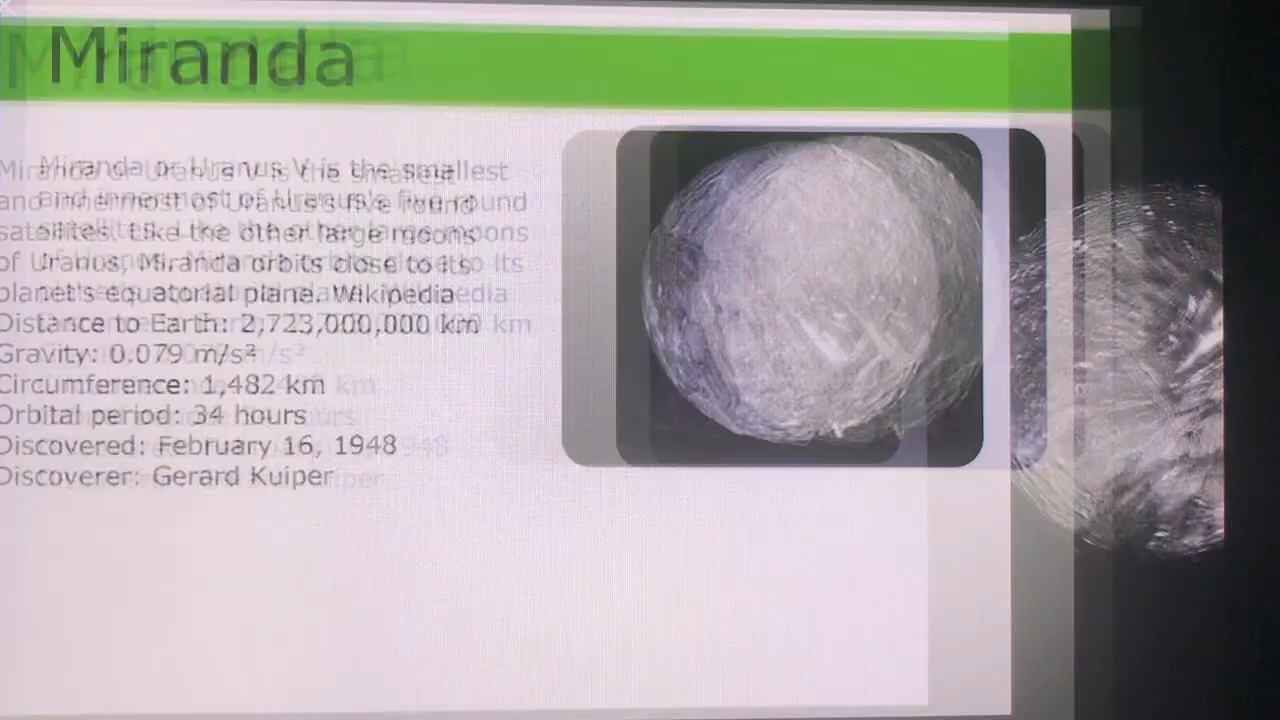 Miranda
Miranda or Uranus V is the smallest
and innermost of Uranus's five round
satellites. Like the other large moons
of Uranus, Miranda orbits close to its
planet's equatorial plane. Wikipedia
Distance to Earth: 2,723,000,000 km
Gravity: 0.079 m/s²
Circumference: 1,482 km
Orbital period: 34 hours
Discovered: February 16, 1948
Discoverer: Gerard Kuiper